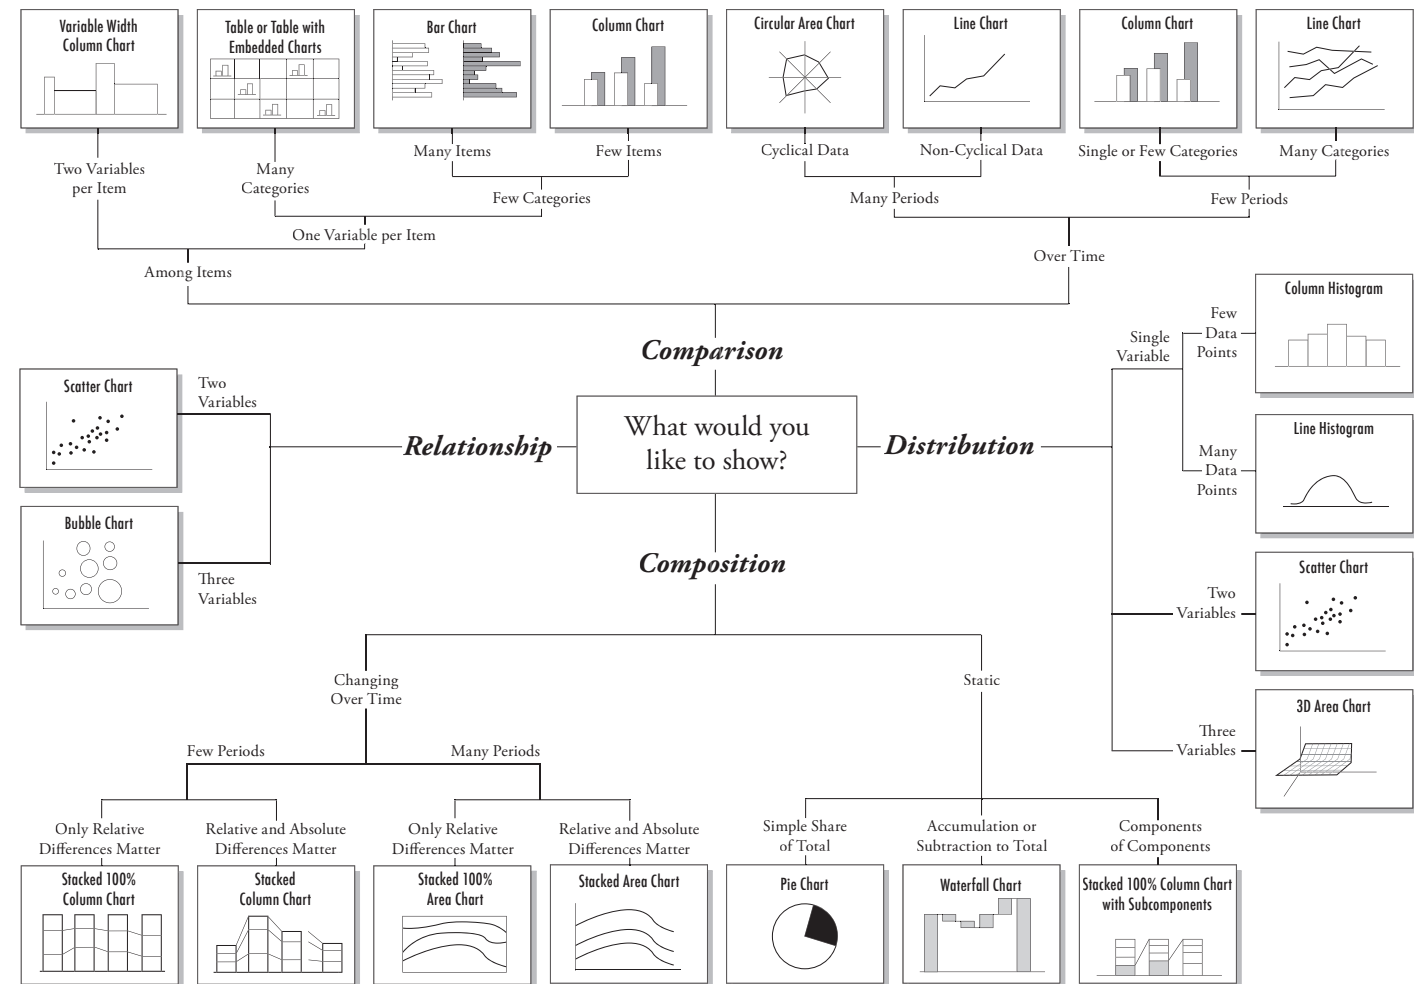 Variable Width
Column Chart
Table or Table with
Embedded Charts
Bar Chart
Column Chart
Circular Area Chart
Line Chart
Column Chart
Line Chart
Two Variables
per Item
Many
Categories
Many Items
Few Items
Cyclical Data
Non-Cyclical Data
Single or Few Categories
Many Categories
Few Categories
Many Periods
Few Periods
One Variable per Item
Among Items
Over Time
Comparison
What would you
like to show?
Relationship
Two
Variables
Scatter Chart
Three
Variables
Bubble Chart
Distribution
Single
Variable
Few
Data
Points
Column Histogram
Many
Data
Points
Line Histogram
Two
Variables
Scatter Chart
Three
Variables
3D Area Chart
Composition
Changing
Over Time
Static
Few Periods
Many Periods
Only Relative
Differences Matter
Relative and Absolute
Differences Matter
Only Relative
Differences Matter
Relative and Absolute
Differences Matter
Simple Share
of Total
Accumulation or
Subtraction to Total
Components
of Components
Stacked 100%
Column Chart
Stacked
Column Chart
Stacked 100%
Area Chart
Stacked Area Chart
Pie Chart
Waterfall Chart
Stacked 100% Column Chart
with Subcomponents